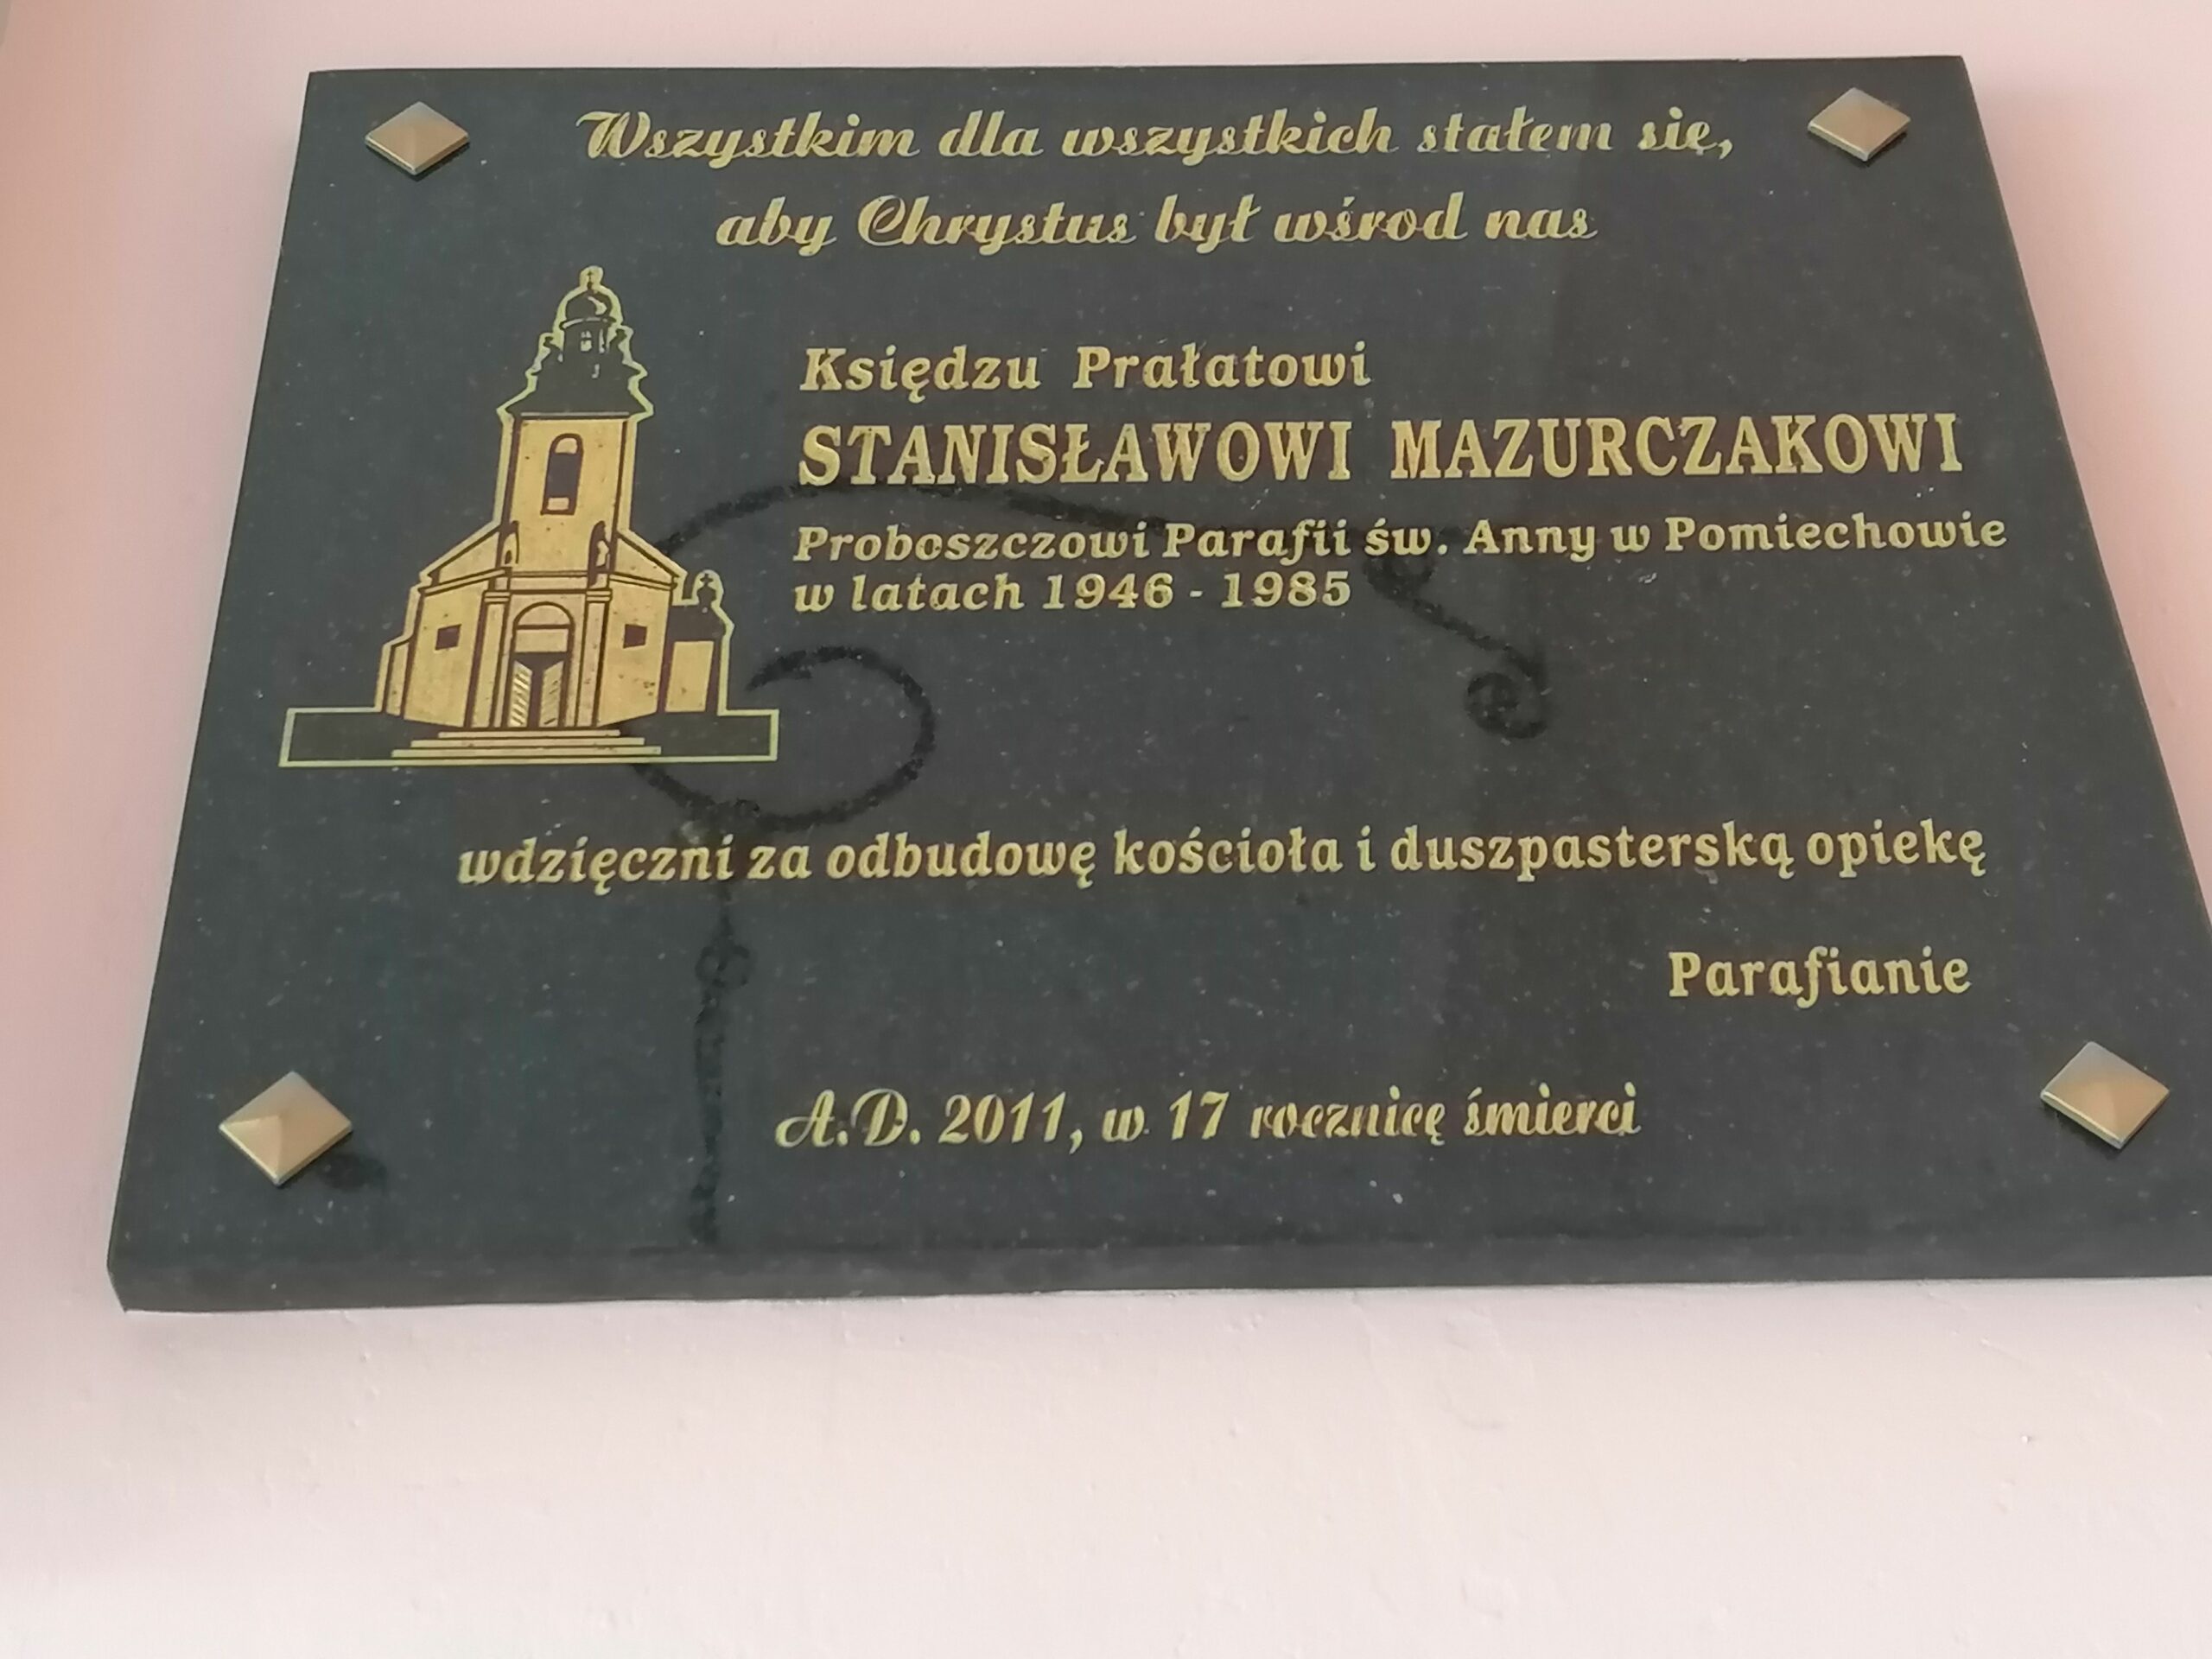 Wszystkim dla wszystkich stałem się,
aby Chrystus był wśrod nas
Księdzu Prałatowi
STANISŁAWOWI MAZURCZAKOWI
Proboszczowi Parafii św. Anny w Pomiechowie
w latach 1946 - 1985
wdzięczni za odbudowę kościoła i duszpasterską opiekę
Parafianie
A.D. 2011, w 17 rocznicę śmierci